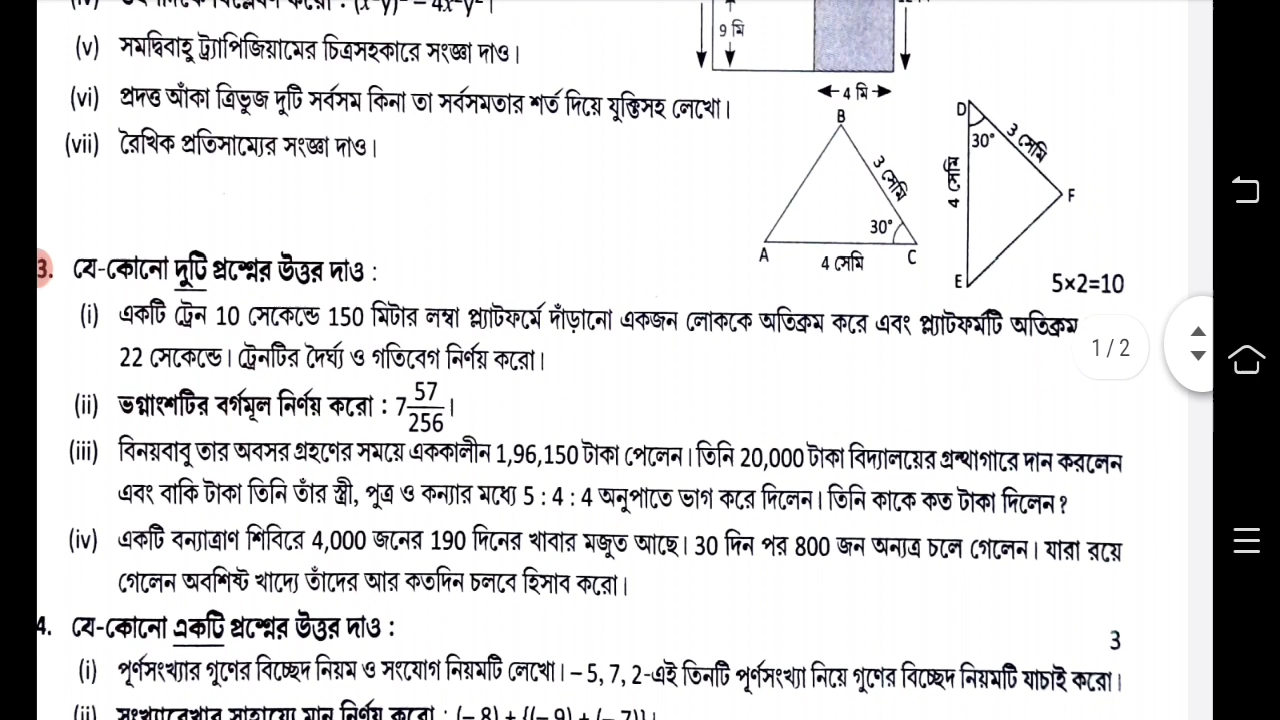 9 মি
(v) সমদ্বিবাহু ট্র্যাপিজিয়ামের চিত্রসহকারে সংজ্ঞা দাও।
4 মি
(vi) প্রদত্ত আঁকা ত্রিভুজ দুটি সর্বসম কিনা তা সর্বসমতার শর্ত দিয়ে যুক্তিসহ লেখো।
(vii) রৈখিক প্রতিসাম্যের সংজ্ঞা দাও।
B
3 সেমি
30°
A
4 সেমি
C
D
30°
3 সেমি
4 সেমি
F
E
3. যে-কোনো দুটি প্রশ্নের উত্তর দাও :
5×2=10
(i) একটি ট্রেন 10 সেকেন্ডে 150 মিটার লম্বা প্ল্যাটফর্মে দাঁড়ানো একজন লোককে অতিক্রম করে এবং প্ল্যাটফর্মটি অতিক্রম
22 সেকেন্ডে। ট্রেনটির দৈর্ঘ্য ও গতিবেগ নির্ণয় করো।
1 / 2
(ii) ভগ্নাংশটির বর্গমূল নির্ণয় করো : 7 57/256।
(iii) বিনয়বাবু তার অবসর গ্রহণের সময়ে এককালীন 1,96,150 টাকা পেলেন। তিনি 20,000 টাকা বিদ্যালয়ের গ্রন্থাগারে দান করলেন
এবং বাকি টাকা তিনি তাঁর স্ত্রী, পুত্র ও কন্যার মধ্যে 5 : 4 : 4 অনুপাতে ভাগ করে দিলেন। তিনি কাকে কত টাকা দিলেন ?
(iv) একটি বন্যাত্রাণ শিবিরে 4,000 জনের 190 দিনের খাবার মজুত আছে। 30 দিন পর 800 জন অন্যত্র চলে গেলেন। যারা রয়ে
গেলেন অবশিষ্ট খাদ্যে তাঁদের আর কতদিন চলবে হিসাব করো।
4. যে-কোনো একটি প্রশ্নের উত্তর দাও :
3
(i) পূর্ণসংখ্যার গুণের বিচ্ছেদ নিয়ম ও সংযোগ নিয়মটি লেখো। – 5, 7, 2-এই তিনটি পূর্ণসংখ্যা নিয়ে গুণের বিচ্ছেদ নিয়মটি যাচাই করো।
(ii) সংখ্যারেখার সাহায্যে মান নির্ণয় করো : (– 8) + {(– 9) + (– 7)}।